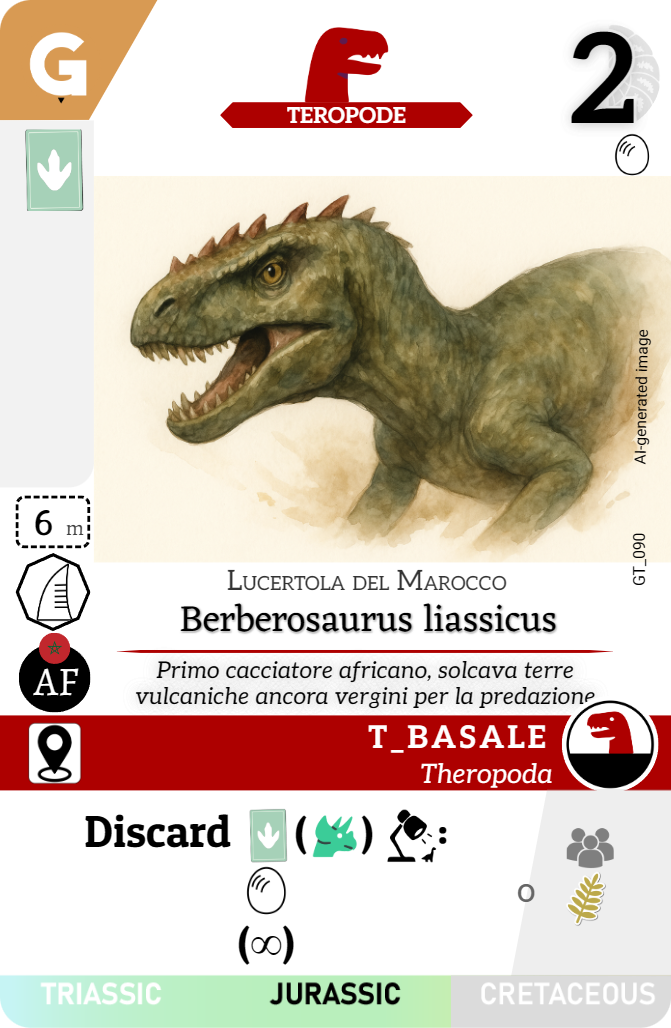 G
TEROPODE
2
AI-generated image
GT_090
6 m
AF
Lucertola del Marocco
Berberosaurus liassicus
Primo cacciatore africano, solcava terre
vulcaniche ancora vergini per la predazione
T_BASALE
Theropoda
Discard ( ) :
o
(∞)
TRIASSIC JURASSIC CRETACEOUS